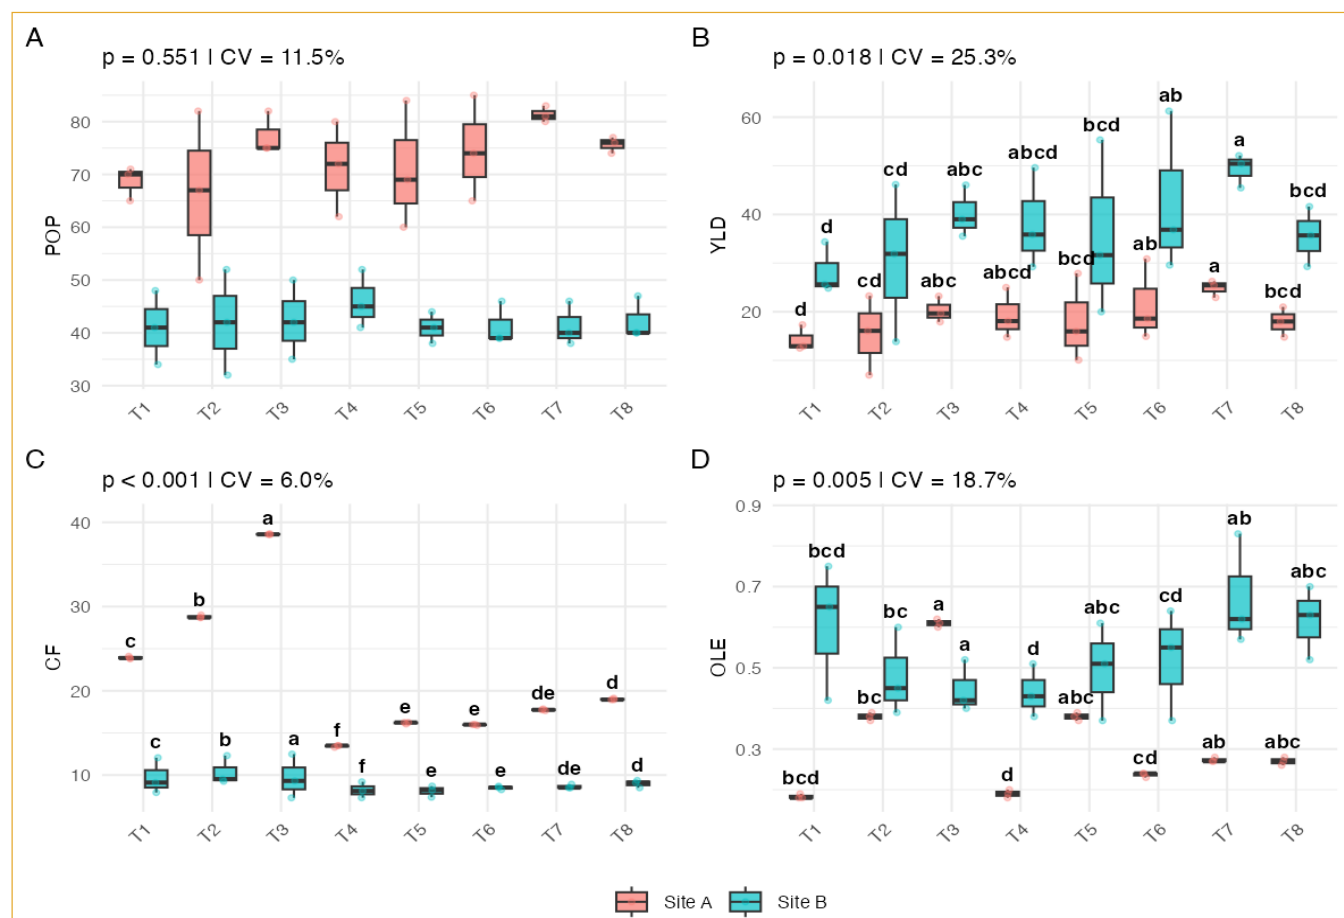 A
p = 0.551 | CV = 11.5%
POP
80
70
60
50
40
30
T1 T2 T3 T4 T5 T6 T7 T8
B
p = 0.018 | CV = 25.3%
YLD
60
40
20
d cd abc abcd bcd ab a bcd
d cd abc abcd bcd ab a bcd
T1 T2 T3 T4 T5 T6 T7 T8
C
p < 0.001 | CV = 6.0%
CF
40
30
20
10
c b a f e e de d
c b a f e e de d
T1 T2 T3 T4 T5 T6 T7 T8
D
p = 0.005 | CV = 18.7%
OLE
0.9
0.7
0.5
0.3
bcd bc a d abc cd ab abc
bcd bc a d abc cd ab abc
T1 T2 T3 T4 T5 T6 T7 T8
Site A Site B